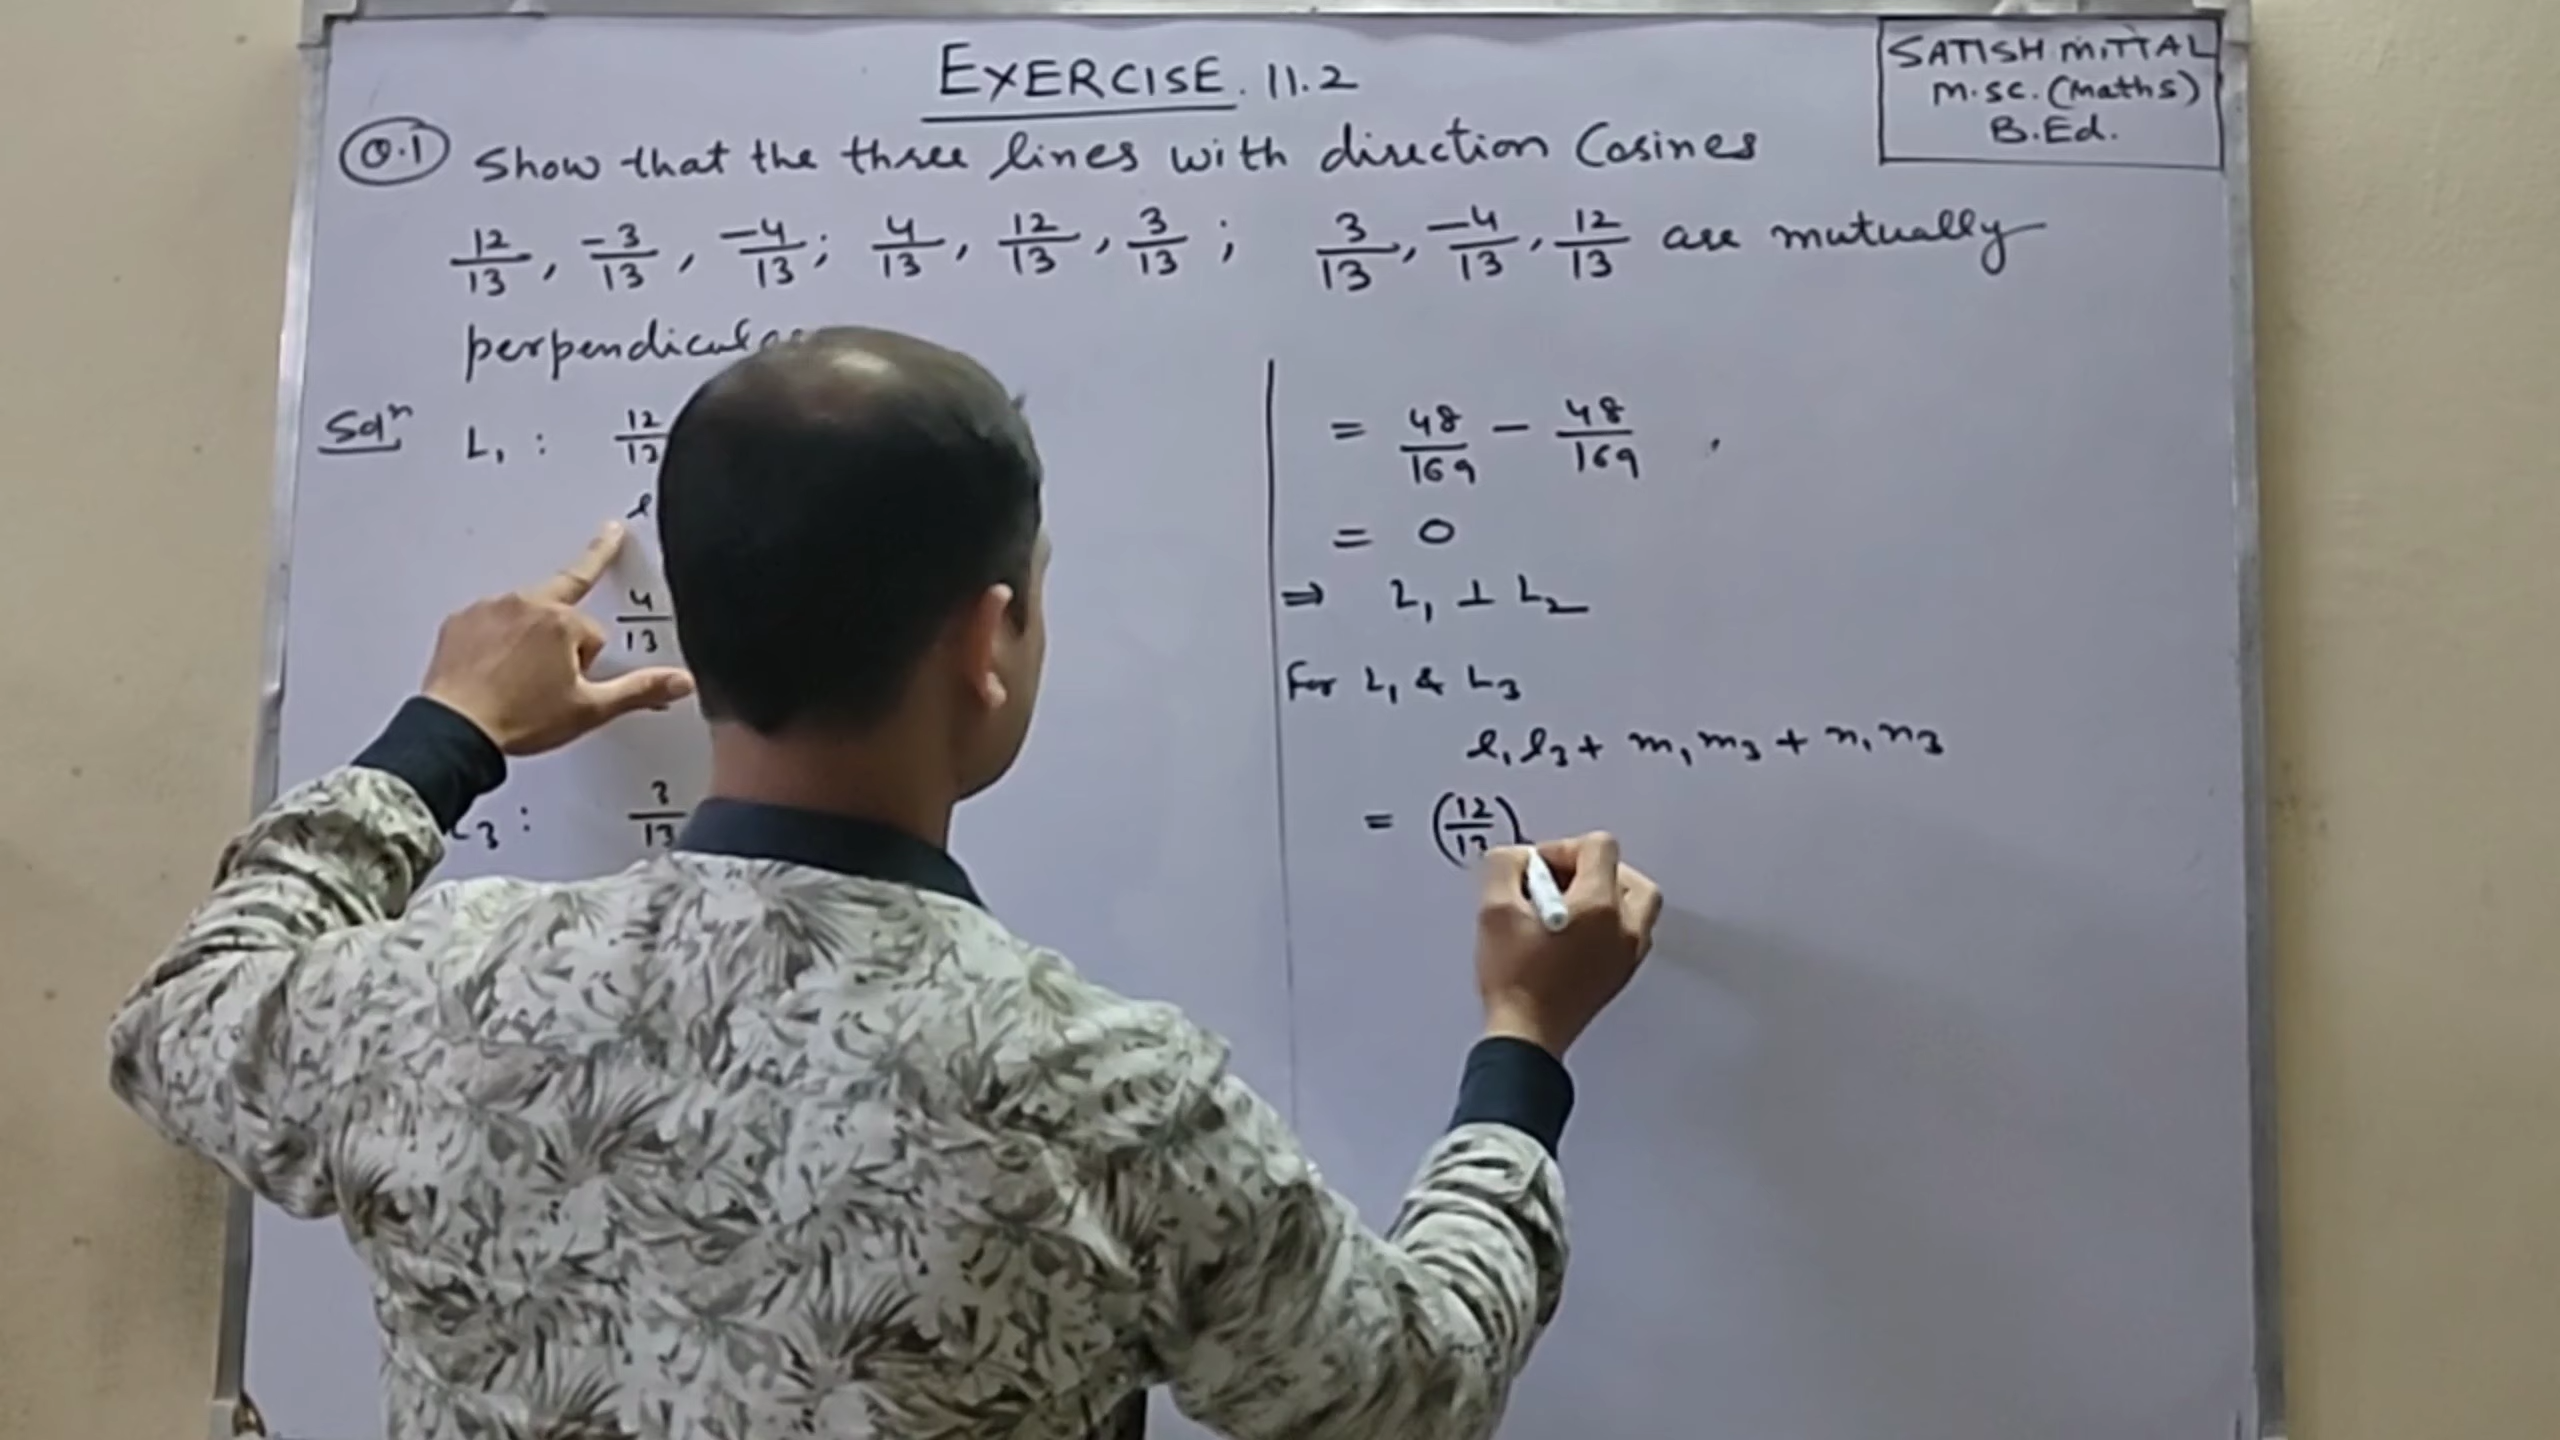 EXERCISE. 11.2
SATISH MITTAL
M.SC. (Maths)
B.Ed.
Q.1 Show that the three lines with direction Cosines
12/13, -3/13, -4/13; 4/13, 12/13, 3/13; 3/13, -4/13, 12/13 are mutually
Solⁿ L₁ : 12/13
4/13
3 : 3/13
= 48/169 - 48/169
= 0
⇒ L₁ ⊥ L₂
For L₁ & L₃
l₁l₃ + m₁m₃ + n₁n₃
= (12/13)